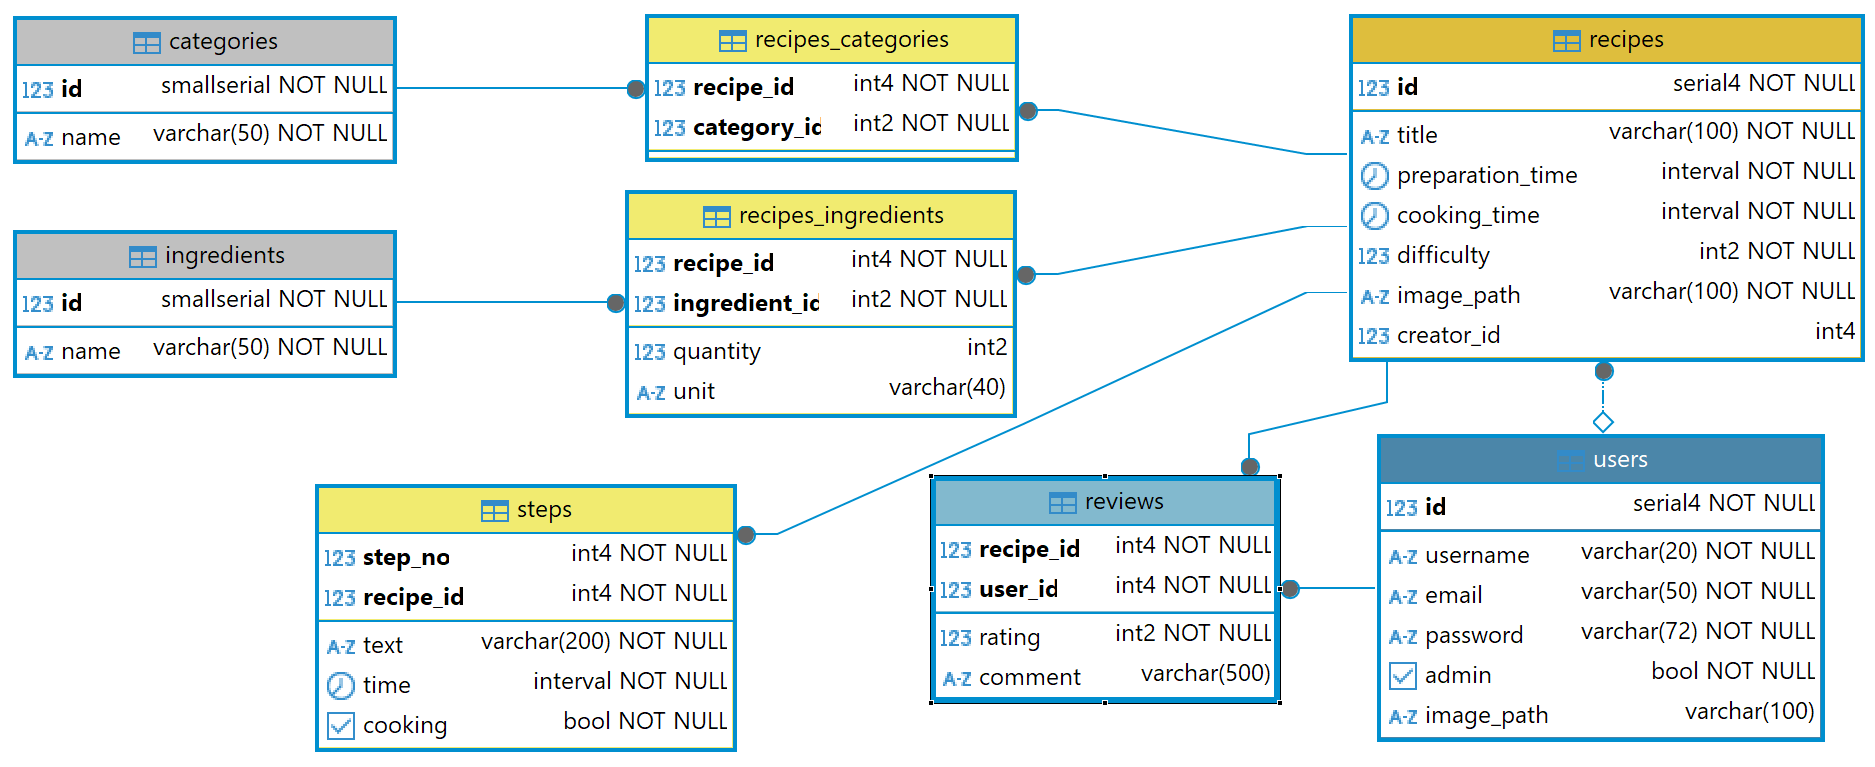 categories
123 id smallserial NOT NULL
A-Z name varchar(50) NOT NULL
recipes_categories
123 recipe_id int4 NOT NULL
123 category_id int2 NOT NULL
recipes
123 id serial4 NOT NULL
A-Z title varchar(100) NOT NULL
preparation_time interval NOT NULL
cooking_time interval NOT NULL
123 difficulty int2 NOT NULL
A-Z image_path varchar(100) NOT NULL
123 creator_id int4
ingredients
123 id smallserial NOT NULL
A-Z name varchar(50) NOT NULL
recipes_ingredients
123 recipe_id int4 NOT NULL
123 ingredient_id int2 NOT NULL
123 quantity int2
A-Z unit varchar(40)
steps
123 step_no int4 NOT NULL
123 recipe_id int4 NOT NULL
A-Z text varchar(200) NOT NULL
time interval NOT NULL
cooking bool NOT NULL
reviews
123 recipe_id int4 NOT NULL
123 user_id int4 NOT NULL
123 rating int2 NOT NULL
A-Z comment varchar(500)
users
123 id serial4 NOT NULL
A-Z username varchar(20) NOT NULL
A-Z email varchar(50) NOT NULL
A-Z password varchar(72) NOT NULL
admin bool NOT NULL
A-Z image_path varchar(100)